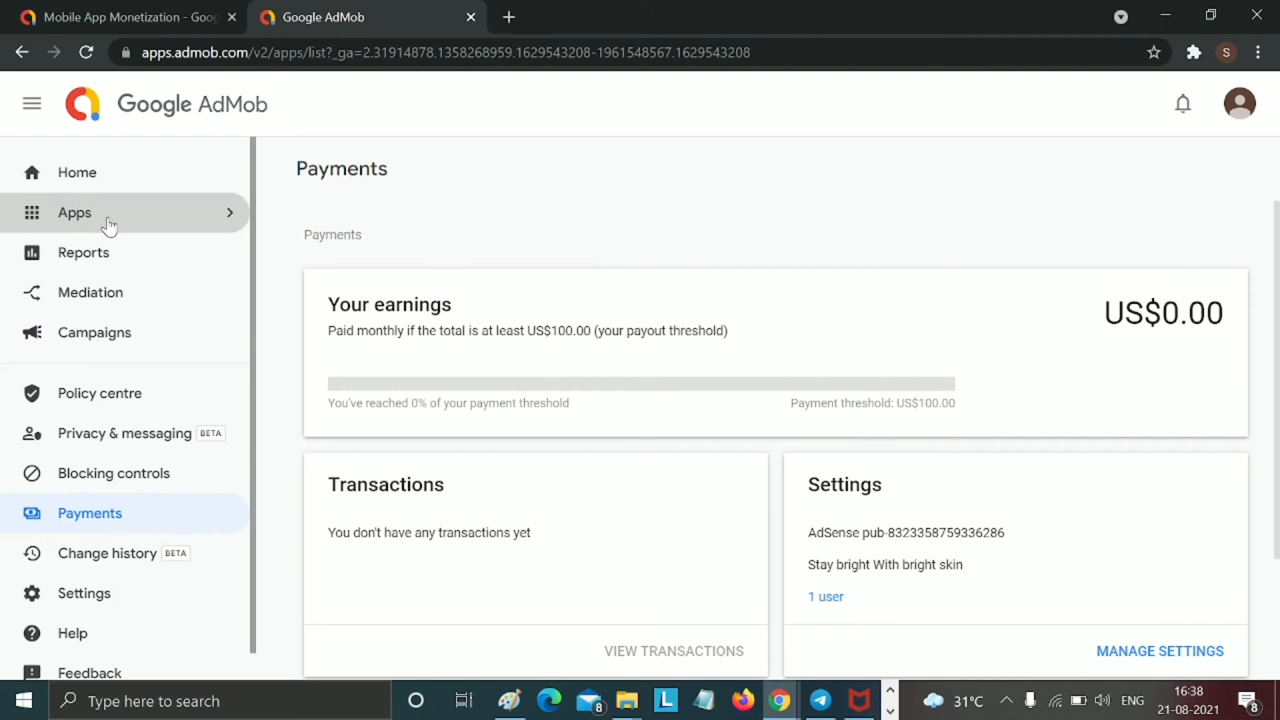 Mobile App Monetization - Goog
Google AdMob
apps.admob.com/v2/apps/list?_ga=2.31914878.1358268959.1629543208-1961548567.1629543208
S
Google AdMob
Home
Apps
Reports
Mediation
Campaigns
Policy centre
Privacy & messaging BETA
Blocking controls
Payments
Change history BETA
Settings
Help
Feedback
Payments
Payments
Your earnings
US$0.00
Paid monthly if the total is at least US$100.00 (your payout threshold)
You've reached 0% of your payment threshold
Payment threshold: US$100.00
Transactions
You don't have any transactions yet
VIEW TRANSACTIONS
Settings
AdSense pub-8323358759336286
Stay bright With bright skin
1 user
MANAGE SETTINGS
Type here to search
8
L
31°C
ENG
16:38
21-08-2021
8